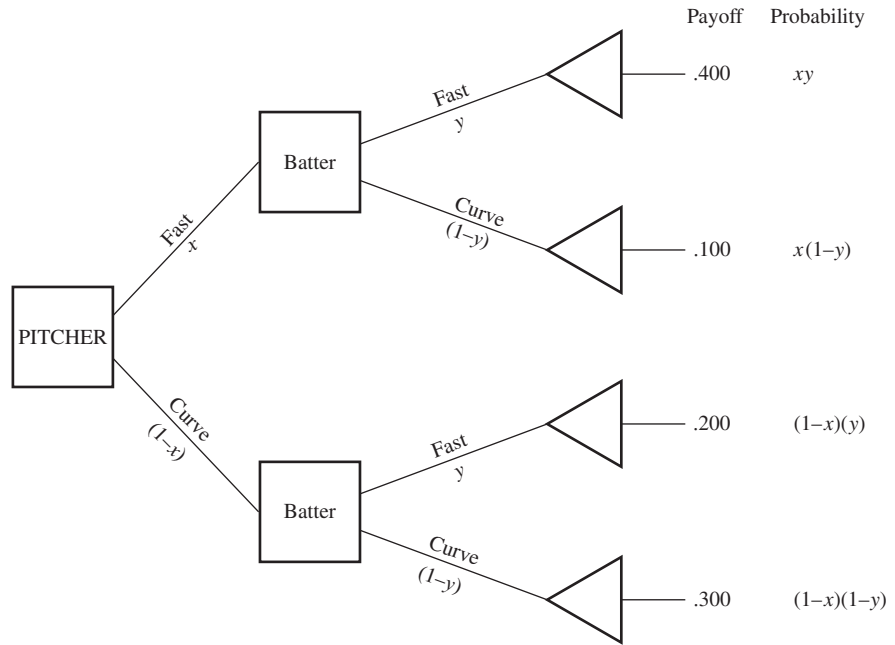 Payoff Probability
.400 xy
Fast
y
Batter
Curve
(1–y)
.100 x(1–y)
Fast
x
PITCHER
Curve
(1–x)
.200 (1–x)(y)
Fast
y
Batter
Curve
(1–y)
.300 (1–x)(1–y)